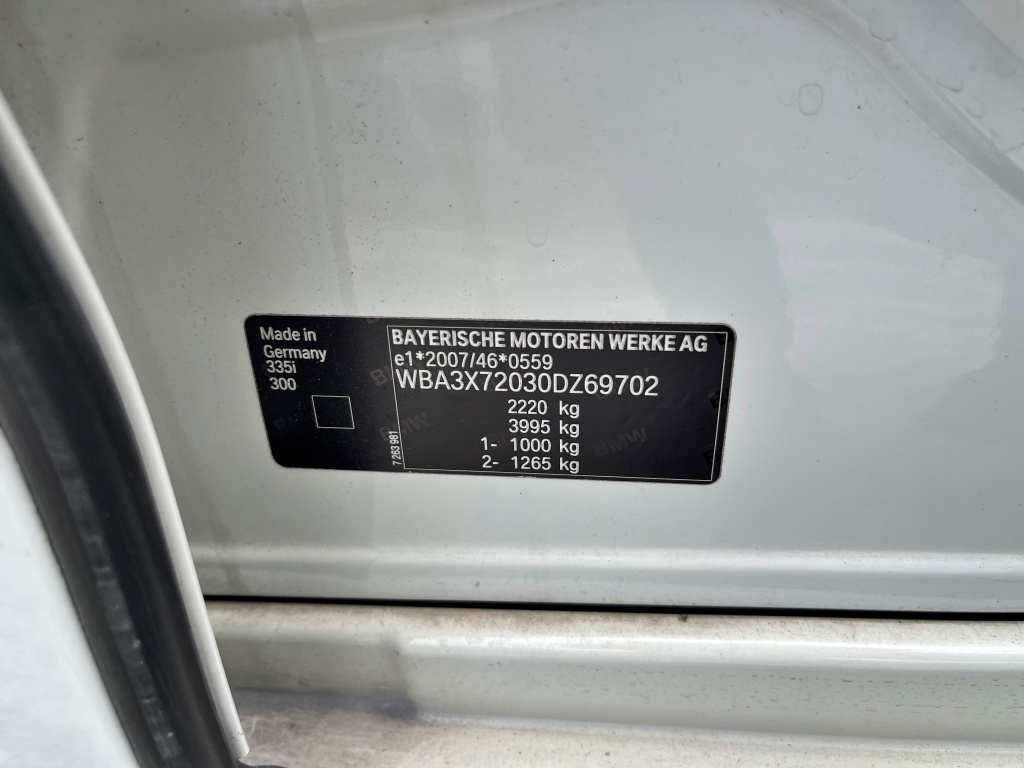 Made in
Germany
335i
300
7 263 981
BAYERISCHE MOTOREN WERKE AG
e1*2007/46*0559
WBA3X72030DZ69702
2220 kg
3995 kg
1- 1000 kg
2- 1265 kg
BMW